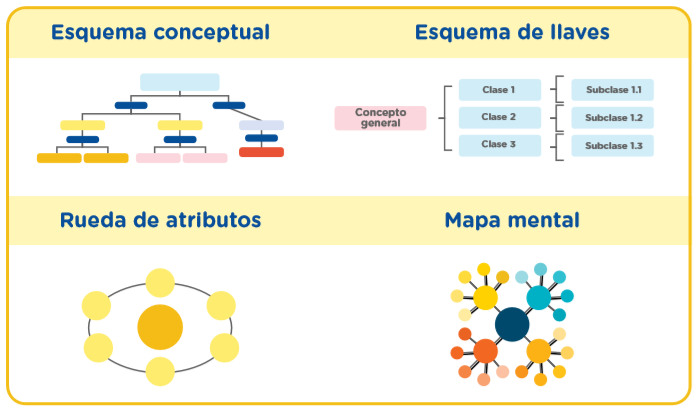 Esquema conceptual
Esquema de llaves
Concepto
general
Clase 1
Clase 2
Clase 3
Subclase 1.1
Subclase 1.2
Subclase 1.3
Rueda de atributos
Mapa mental